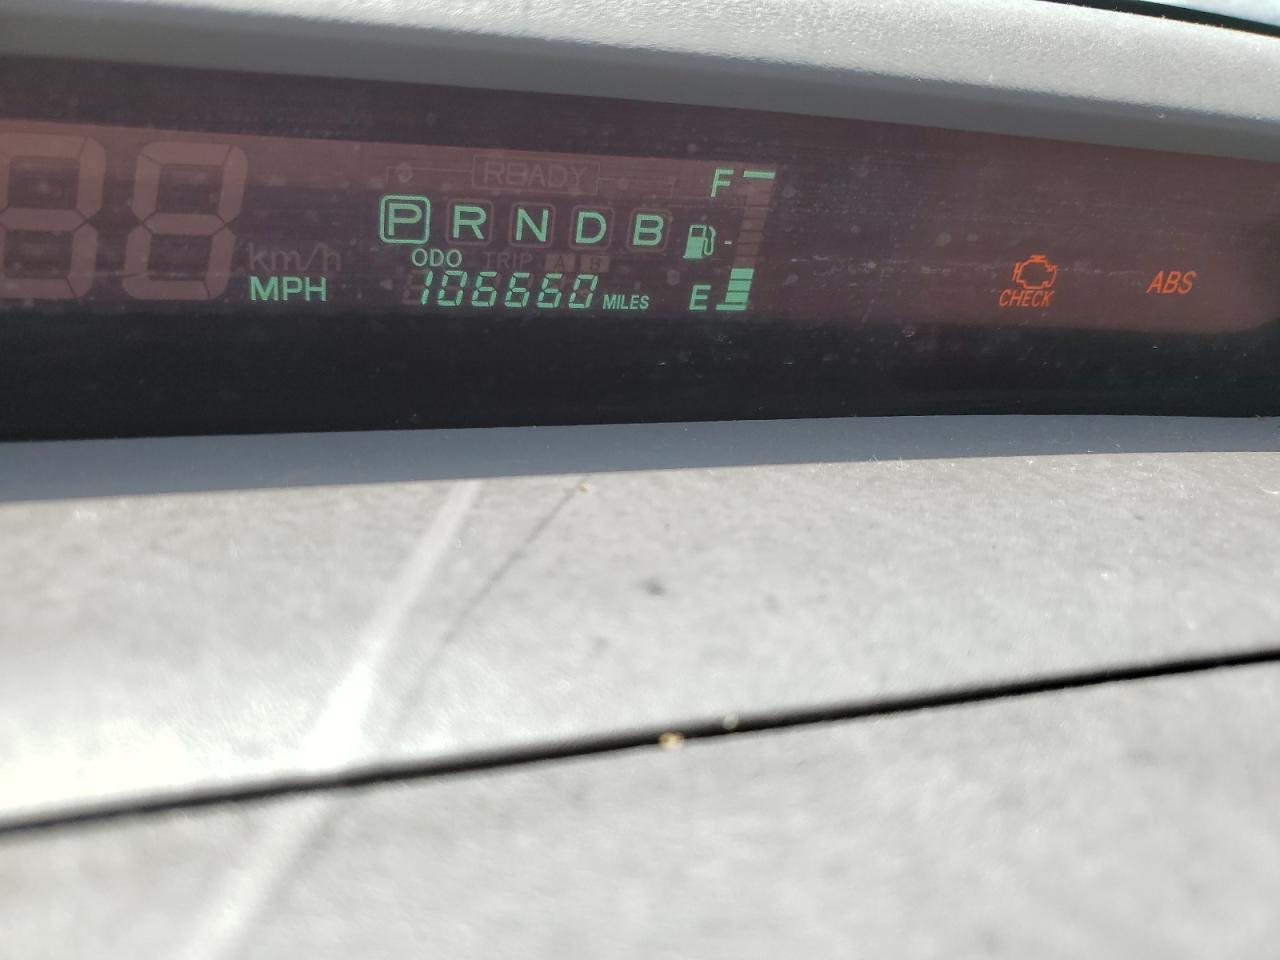 READY
F
P R N D B
km/h
ODO TRIP A B
MPH 106660 MILES E
CHECK
ABS